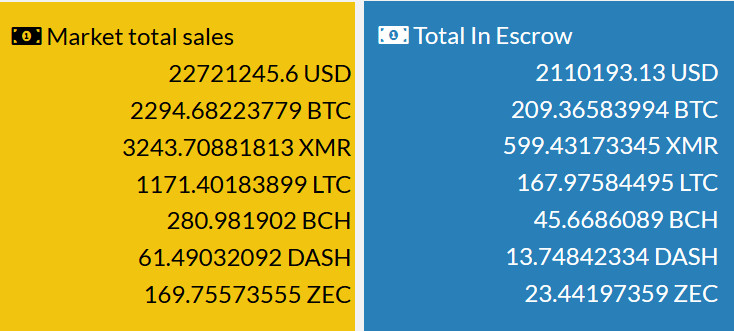 Market total sales
22721245.6 USD
2294.68223779 BTC
3243.70881813 XMR
1171.40183899 LTC
280.981902 BCH
61.49032092 DASH
169.75573555 ZEC
Total In Escrow
2110193.13 USD
209.36583994 BTC
599.43173345 XMR
167.97584495 LTC
45.6686089 BCH
13.74842334 DASH
23.44197359 ZEC